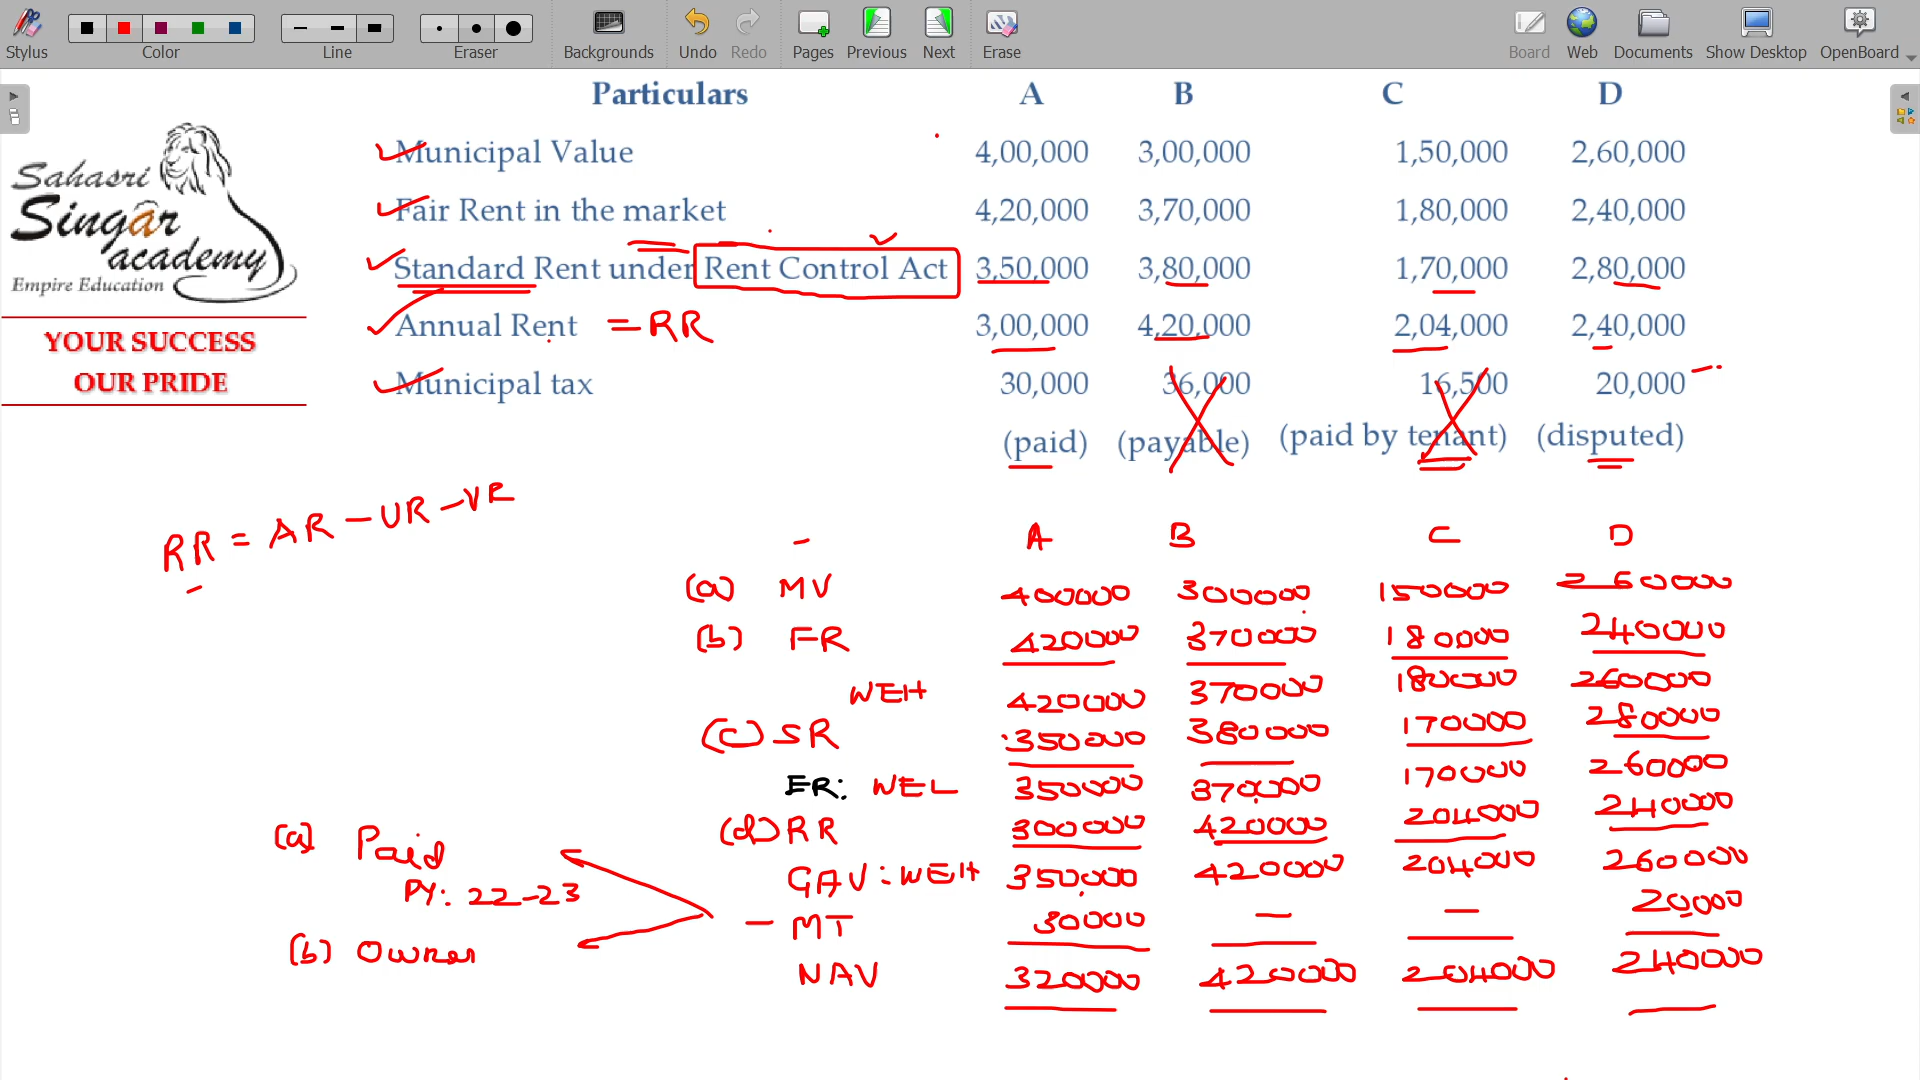 Stylus Color Line Eraser Backgrounds Undo Redo Pages Previous Next Erase Board Web Documents Show Desktop OpenBoard
Particulars A B C D
Municipal Value 4,00,000 3,00,000 1,50,000 2,60,000
Fair Rent in the market 4,20,000 3,70,000 1,80,000 2,40,000
Standard Rent under Rent Control Act 3,50,000 3,80,000 1,70,000 2,80,000
Annual Rent = RR 3,00,000 4,20,000 2,04,000 2,40,000
Municipal tax 30,000 36,000 16,500 20,000
(paid) (payable) (paid by tenant) (disputed)
Sahasri
Singar
academy
Empire Education
YOUR SUCCESS
OUR PRIDE
RR = AR - UR - VR
- A B C D
(a) MV 400000 300000 150000 260000
(b) FR 420000 370000 180000 240000
WEH 420000 370000 180000 260000
(c) SR 350000 380000 170000 280000
ER: WEL 350000 370000 170000 260000
(d) RR 300000 420000 204000 240000
GAV: WEH 350000 420000 204000 260000
- MT 30000 - - 20000
NAV 320000 420000 204000 240000
(a) Paid
PY: 22-23
(b) Owner